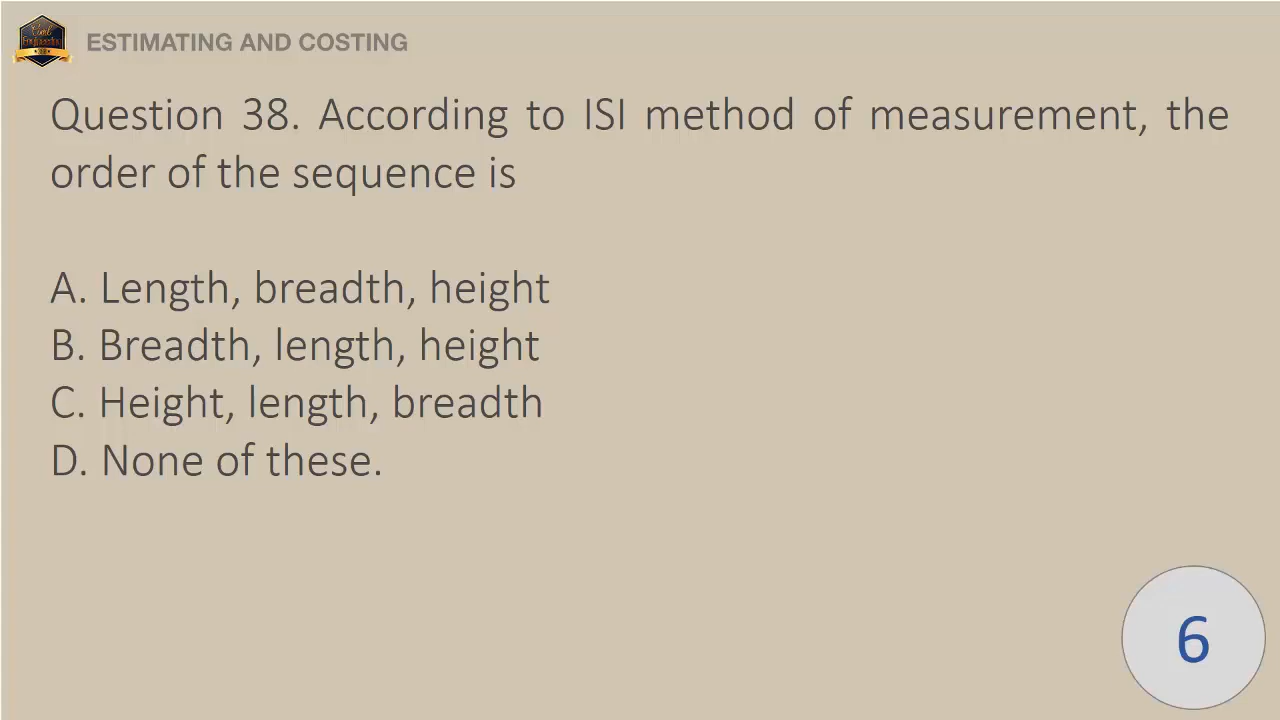 ESTIMATING AND COSTING
Question 38. According to ISI method of measurement, the
order of the sequence is
A. Length, breadth, height
B. Breadth, length, height
C. Height, length, breadth
D. None of these.
6